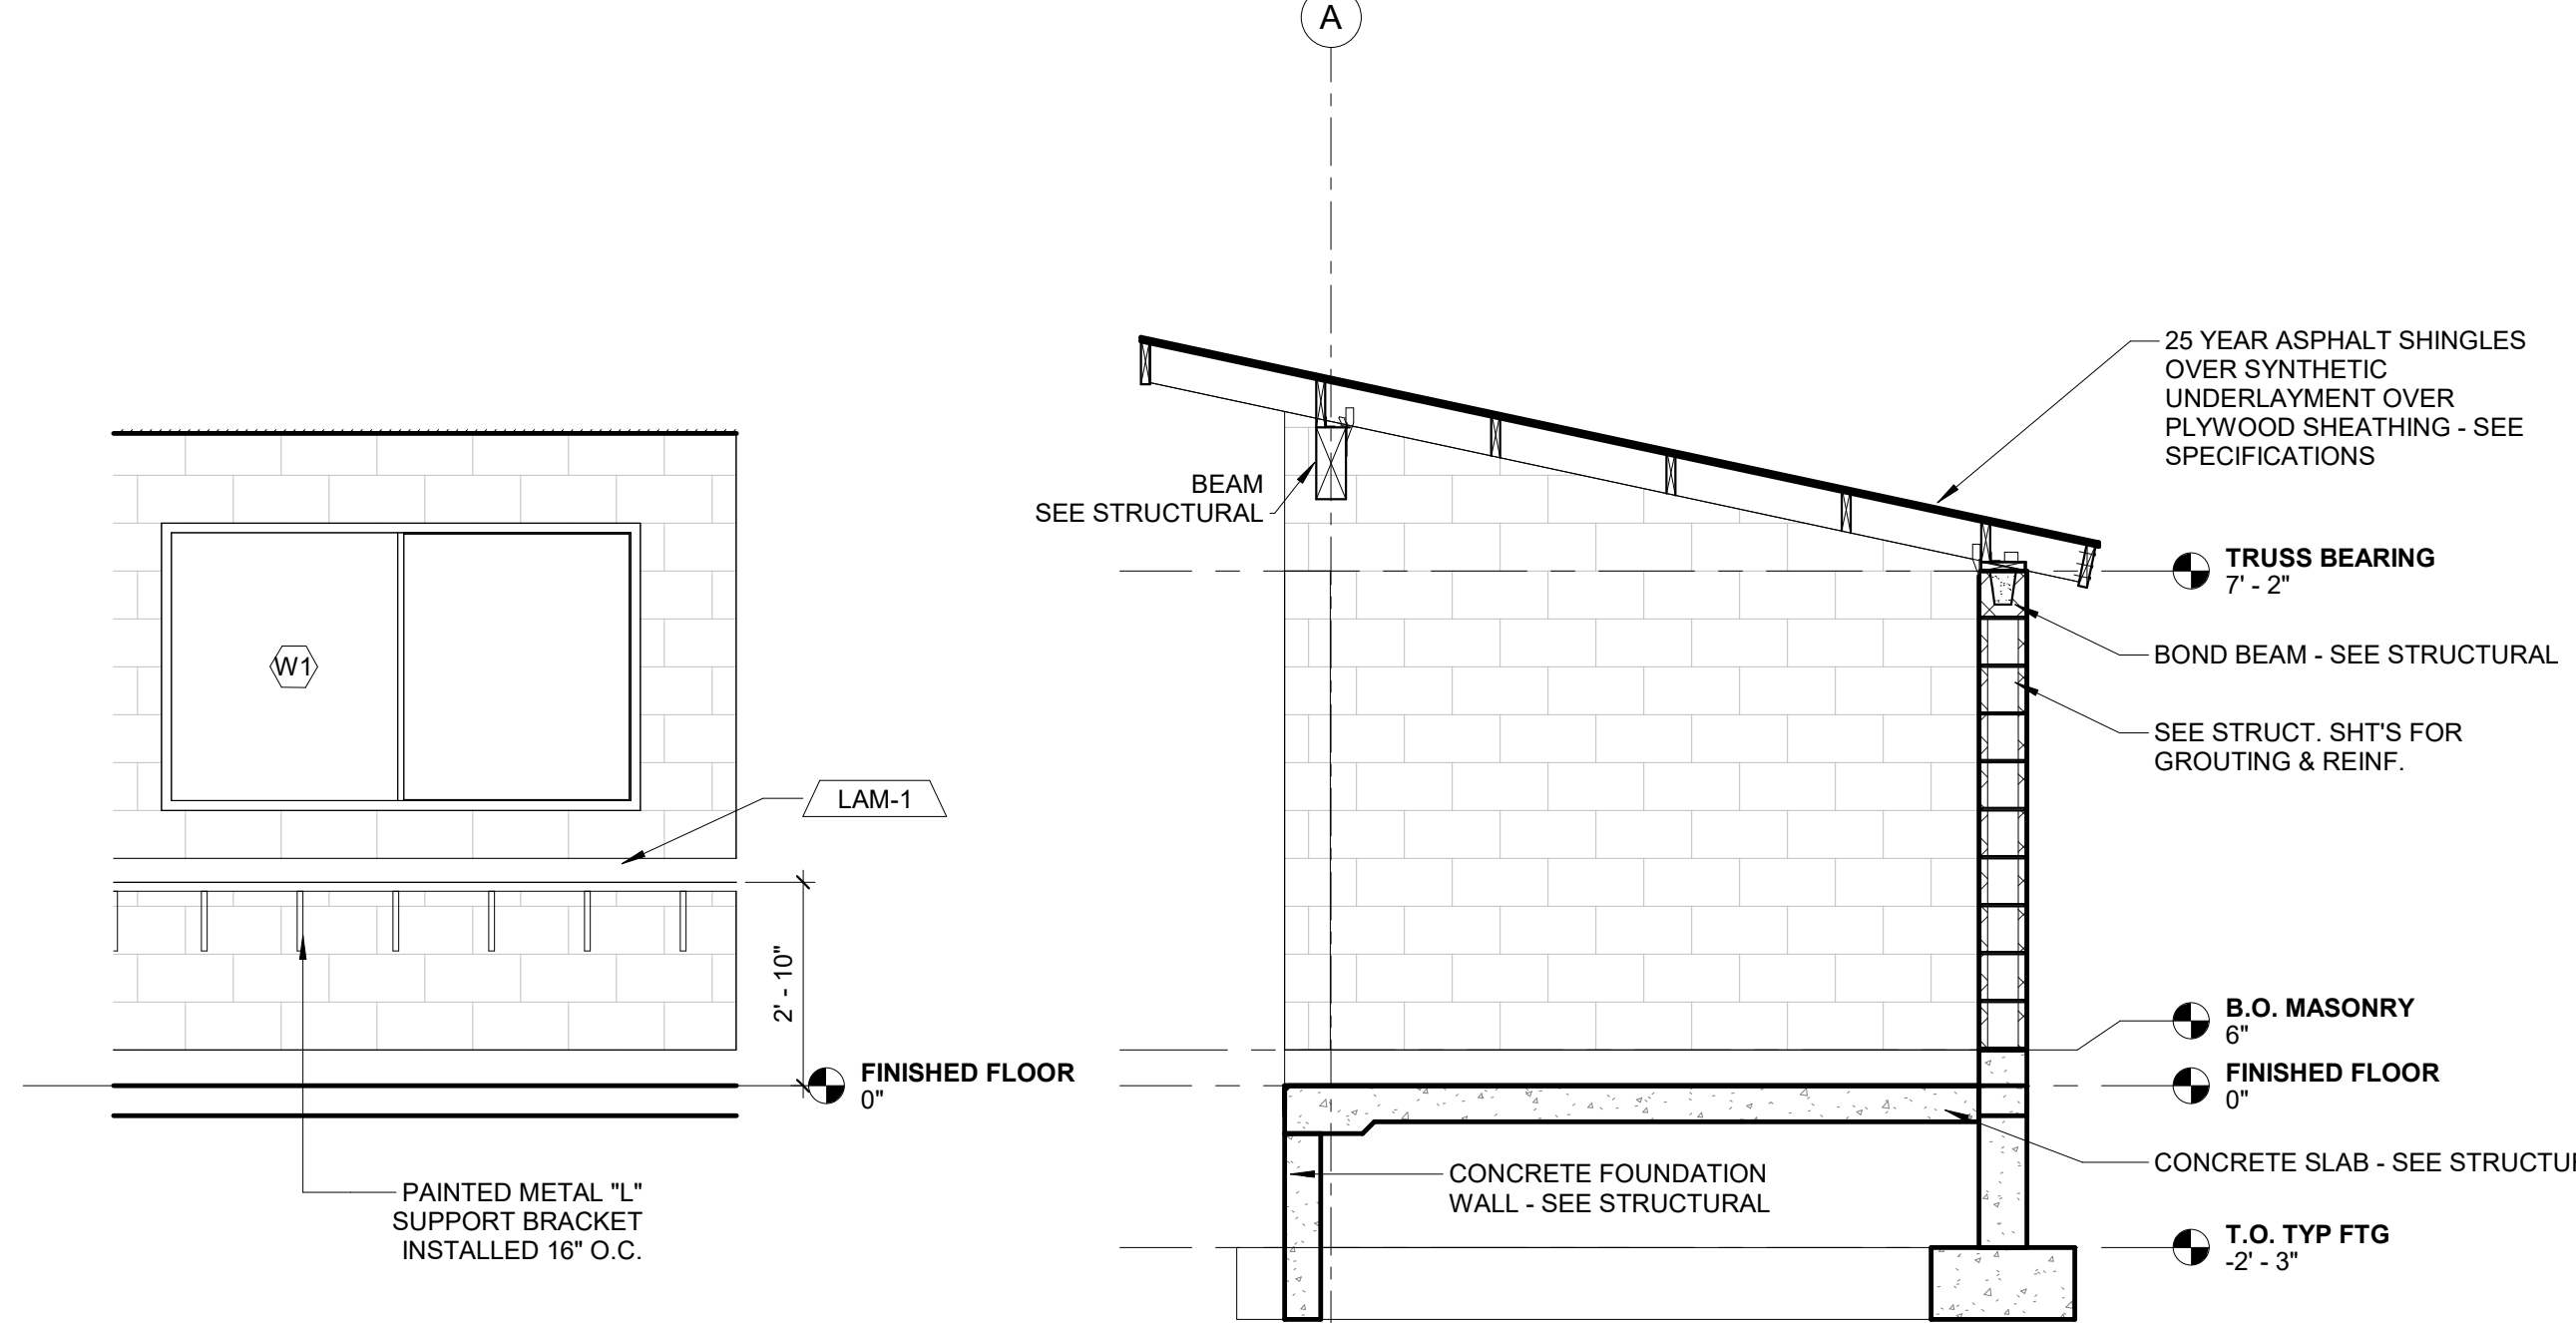 A
25 YEAR ASPHALT SHINGLES
OVER SYNTHETIC
UNDERLAYMENT OVER
PLYWOOD SHEATHING - SEE
SPECIFICATIONS
BEAM
SEE STRUCTURAL
TRUSS BEARING
7' - 2"
BOND BEAM - SEE STRUCTURAL
W1
SEE STRUCT. SHT'S FOR
GROUTING & REINF.
LAM-1
2' - 10"
B.O. MASONRY
6"
FINISHED FLOOR
0"
FINISHED FLOOR
0"
CONCRETE SLAB - SEE
CONCRETE FOUNDATION
WALL - SEE STRUCTURAL
PAINTED METAL "L"
SUPPORT BRACKET
INSTALLED 16" O.C.
T.O. TYP FTG
-2' - 3"